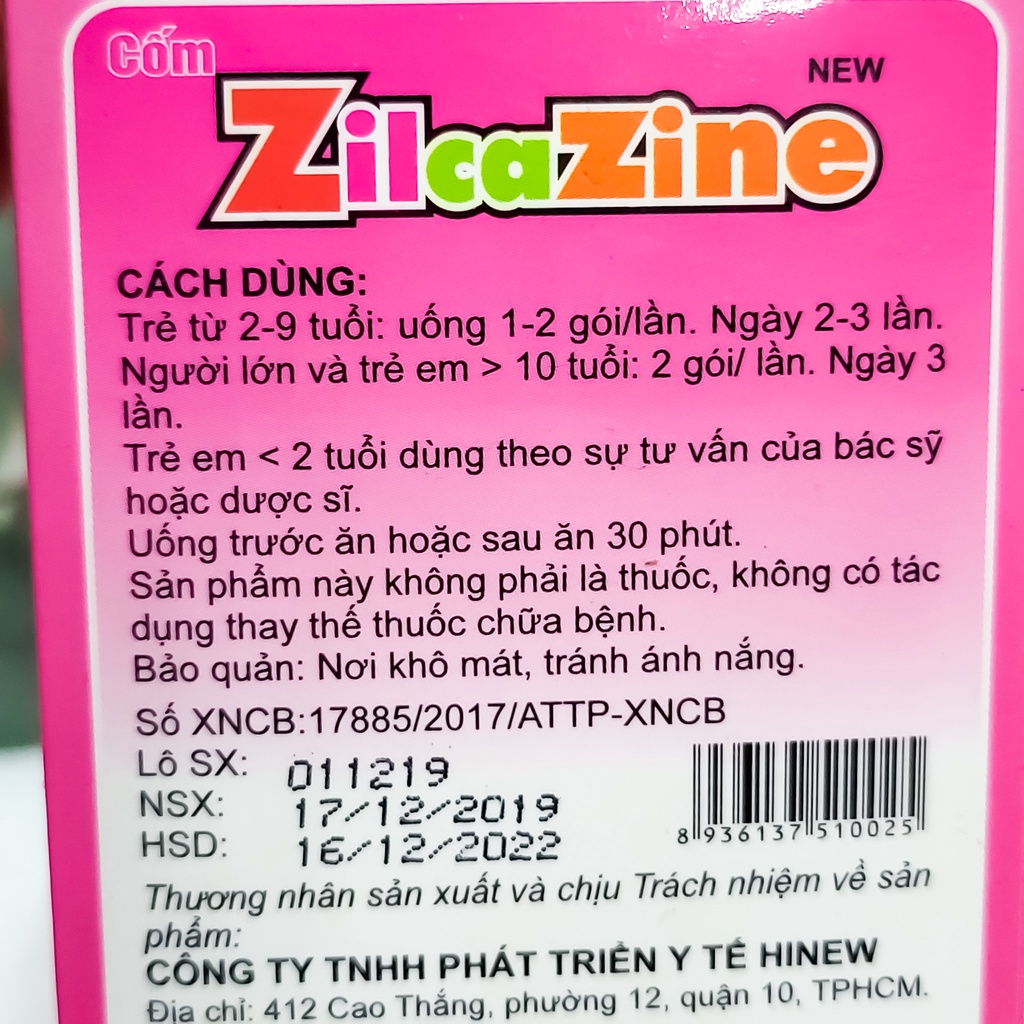 Cốm
NEW
ZilcaZine
CÁCH DÙNG:
Trẻ từ 2-9 tuổi: uống 1-2 gói/lần. Ngày 2-3 lần.
Người lớn và trẻ em > 10 tuổi: 2 gói/ lần. Ngày 3
lần.
Trẻ em < 2 tuổi dùng theo sự tư vấn của bác sỹ
hoặc dược sĩ.
Uống trước ăn hoặc sau ăn 30 phút.
Sản phẩm này không phải là thuốc, không có tác
dụng thay thế thuốc chữa bệnh.
Bảo quản: Nơi khô mát, tránh ánh nắng.
Số XNCB:17885/2017/ATTP-XNCB
Lô SX: 011219
NSX: 17/12/2019
HSD: 16/12/2022
8 936137 510025
Thương nhân sản xuất và chịu Trách nhiệm về sản
phẩm:
CÔNG TY TNHH PHÁT TRIỂN Y TẾ HINEW
Địa chỉ: 412 Cao Thắng, phường 12, quận 10, TPHCM.